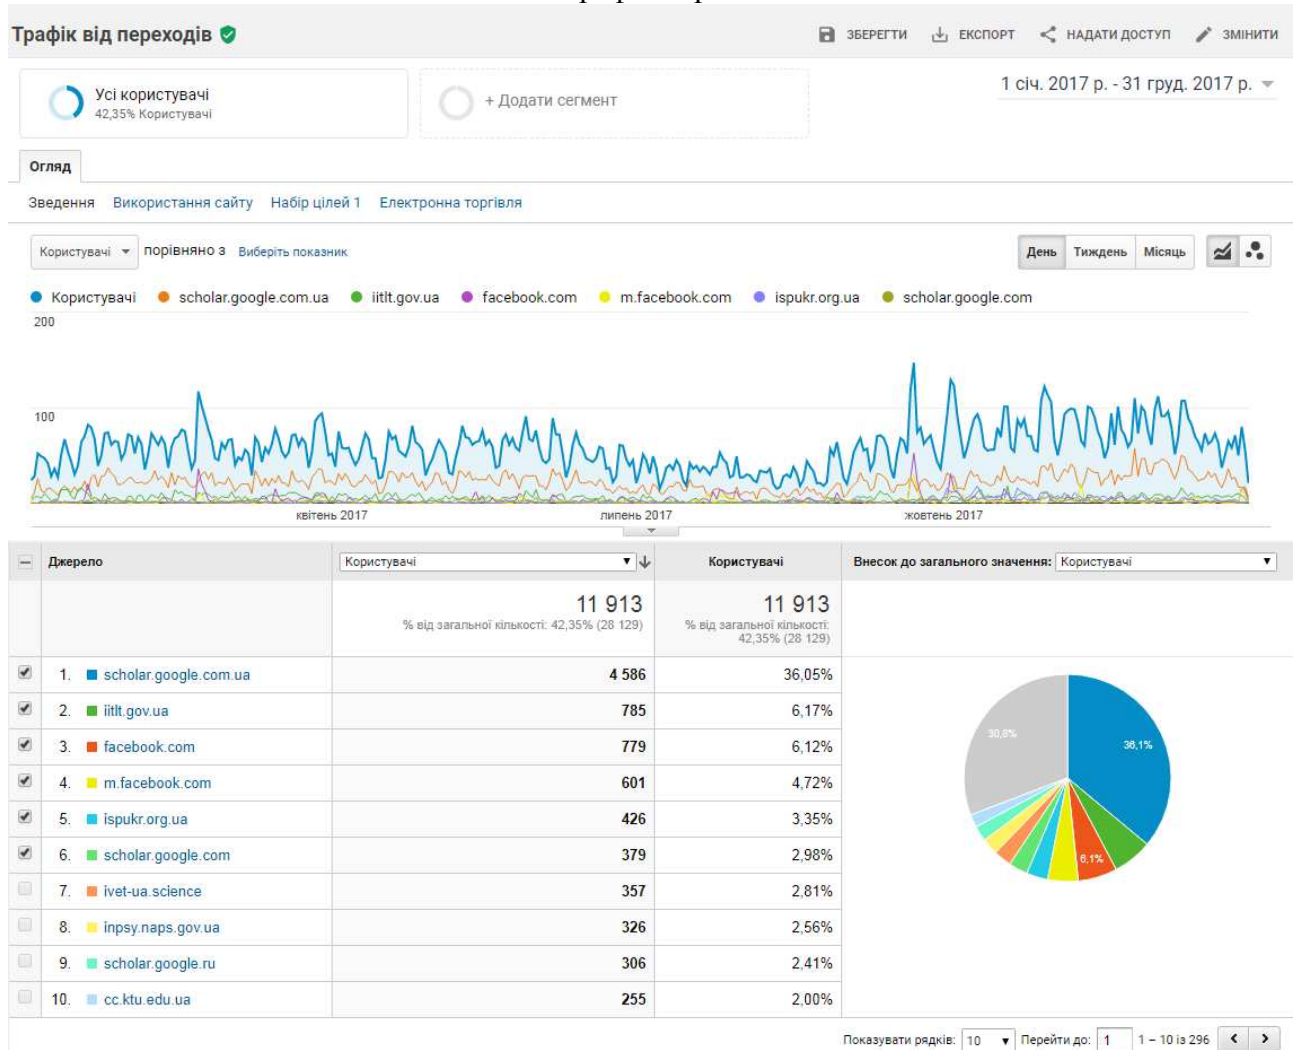 Трафік від переходів
ЗБЕРЕГТИ ЕКСПОРТ НАДАТИ ДОСТУП ЗМІНИТИ
Усі користувачі
42,35% Користувачі
+ Додати сегмент
1 січ. 2017 р. - 31 груд. 2017 р.
Огляд
Зведення Використання сайту Набір цілей 1 Електронна торгівля
Користувачі порівняно з Виберіть показник
День Тиждень Місяць
Користувачі scholar.google.com.ua iitlt.gov.ua facebook.com m.facebook.com ispukr.org.ua scholar.google.com
200
100
квітень 2017 липень 2017 жовтень 2017
Джерело Користувачі Користувачі Внесок до загального значення: Користувачі
11 913 11 913
% від загальної кількості: 42,35% (28 129) % від загальної кількості:
42,35% (28 129)
1. scholar.google.com.ua 4 586 36,05%
2. iitlt.gov.ua 785 6,17%
3. facebook.com 779 6,12%
4. m.facebook.com 601 4,72%
5. ispukr.org.ua 426 3,35%
6. scholar.google.com 379 2,98%
7. ivet-ua.science 357 2,81%
8. inpsy.naps.gov.ua 326 2,56%
9. scholar.google.ru 306 2,41%
10. cc.ktu.edu.ua 255 2,00%
30,8%
36,1%
6,1%
Показувати рядків: 10 Перейти до: 1 1 – 10 із 296